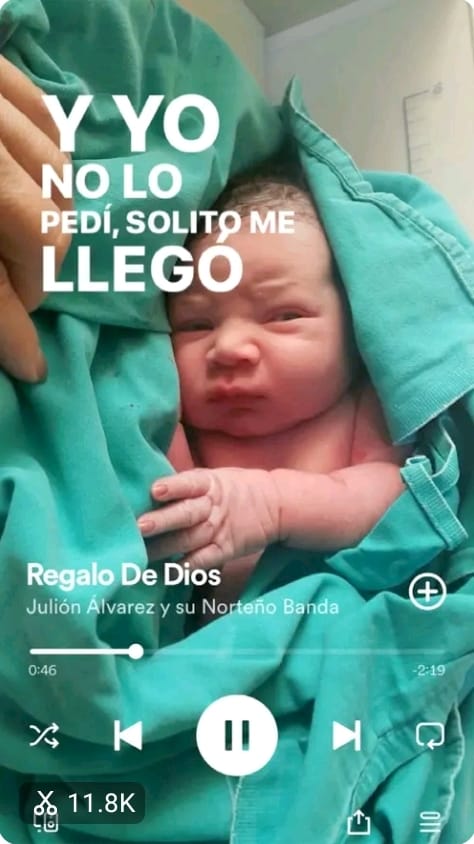 Y YO
NO LO
PEDÍ, SOLITO ME
LLEGÓ
Regalo De Dios
Julión Álvarez y su Norteño Banda
0:46
-2:19
11.8K